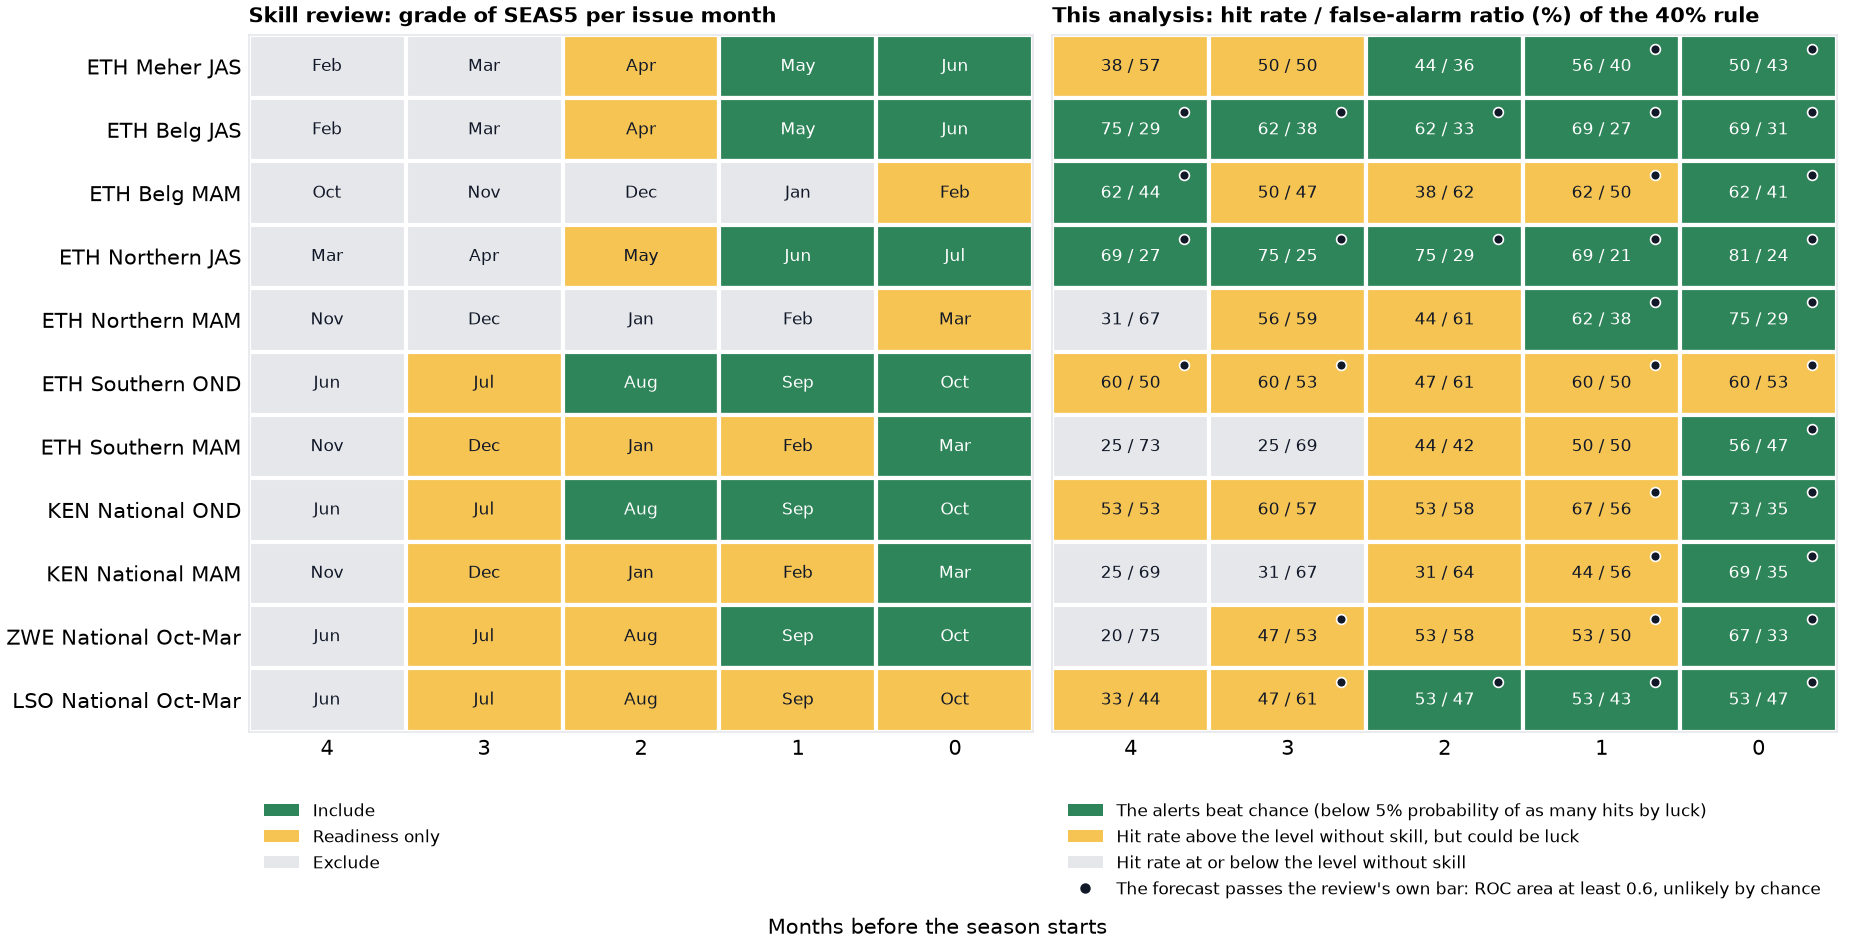 Skill review: grade of SEAS5 per issue month
This analysis: hit rate / false-alarm ratio (%) of the 40% rule
ETH Meher JAS Feb Mar Apr May Jun 38 / 57 50 / 50 44 / 36 56 / 40 50 / 43
ETH Belg JAS Feb Mar Apr May Jun 75 / 29 62 / 38 62 / 33 69 / 27 69 / 31
ETH Belg MAM Oct Nov Dec Jan Feb 62 / 44 50 / 47 38 / 62 62 / 50 62 / 41
ETH Northern JAS Mar Apr May Jun Jul 69 / 27 75 / 25 75 / 29 69 / 21 81 / 24
ETH Northern MAM Nov Dec Jan Feb Mar 31 / 67 56 / 59 44 / 61 62 / 38 75 / 29
ETH Southern OND Jun Jul Aug Sep Oct 60 / 50 60 / 53 47 / 61 60 / 50 60 / 53
ETH Southern MAM Nov Dec Jan Feb Mar 25 / 73 25 / 69 44 / 42 50 / 50 56 / 47
KEN National OND Jun Jul Aug Sep Oct 53 / 53 60 / 57 53 / 58 67 / 56 73 / 35
KEN National MAM Nov Dec Jan Feb Mar 25 / 69 31 / 67 31 / 64 44 / 56 69 / 35
ZWE National Oct-Mar Jun Jul Aug Sep Oct 20 / 75 47 / 53 53 / 58 53 / 50 67 / 33
LSO National Oct-Mar Jun Jul Aug Sep Oct 33 / 44 47 / 61 53 / 47 53 / 43 53 / 47
4 3 2 1 0 4 3 2 1 0
Include
Readiness only
Exclude
The alerts beat chance (below 5% probability of as many hits by luck)
Hit rate above the level without skill, but could be luck
Hit rate at or below the level without skill
The forecast passes the review's own bar: ROC area at least 0.6, unlikely by chance
Months before the season starts